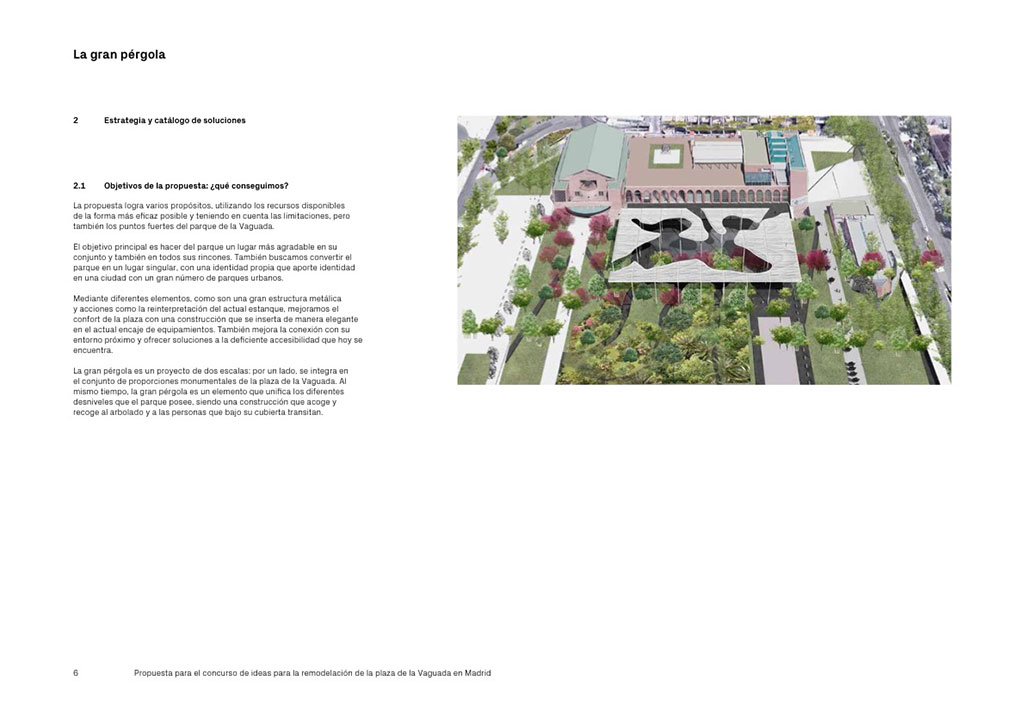 La gran pérgola
2 Estrategia y catálogo de soluciones
2.1 Objetivos de la propuesta: ¿qué conseguimos?
La propuesta logra varios propósitos, utilizando los recursos disponibles
de la forma más eficaz posible y teniendo en cuenta las limitaciones, pero
también los puntos fuertes del parque de la Vaguada.
El objetivo principal es hacer del parque un lugar más agradable en su
conjunto y también en todos sus rincones. También buscamos convertir el
parque en un lugar singular, con una identidad propia que aporte identidad
en una ciudad con un gran número de parques urbanos.
Mediante diferentes elementos, como son una gran estructura metálica
y acciones como la reinterpretación del actual estanque, mejoramos el
confort de la plaza con una construcción que se inserta de manera elegante
en el actual encaje de equipamientos. También mejora la conexión con su
entorno próximo y ofrecer soluciones a la deficiente accesibilidad que hoy se
encuentra.
La gran pérgola es un proyecto de dos escalas: por un lado, se integra en
el conjunto de proporciones monumentales de la plaza de la Vaguada. Al
mismo tiempo, la gran pérgola es un elemento que unifica los diferentes
desniveles que el parque posee, siendo una construcción que acoge y
recoge al arbolado y a las personas que bajo su cubierta transitan.
6 Propuesta para el concurso de ideas para la remodelación de la plaza de la Vaguada en Madrid